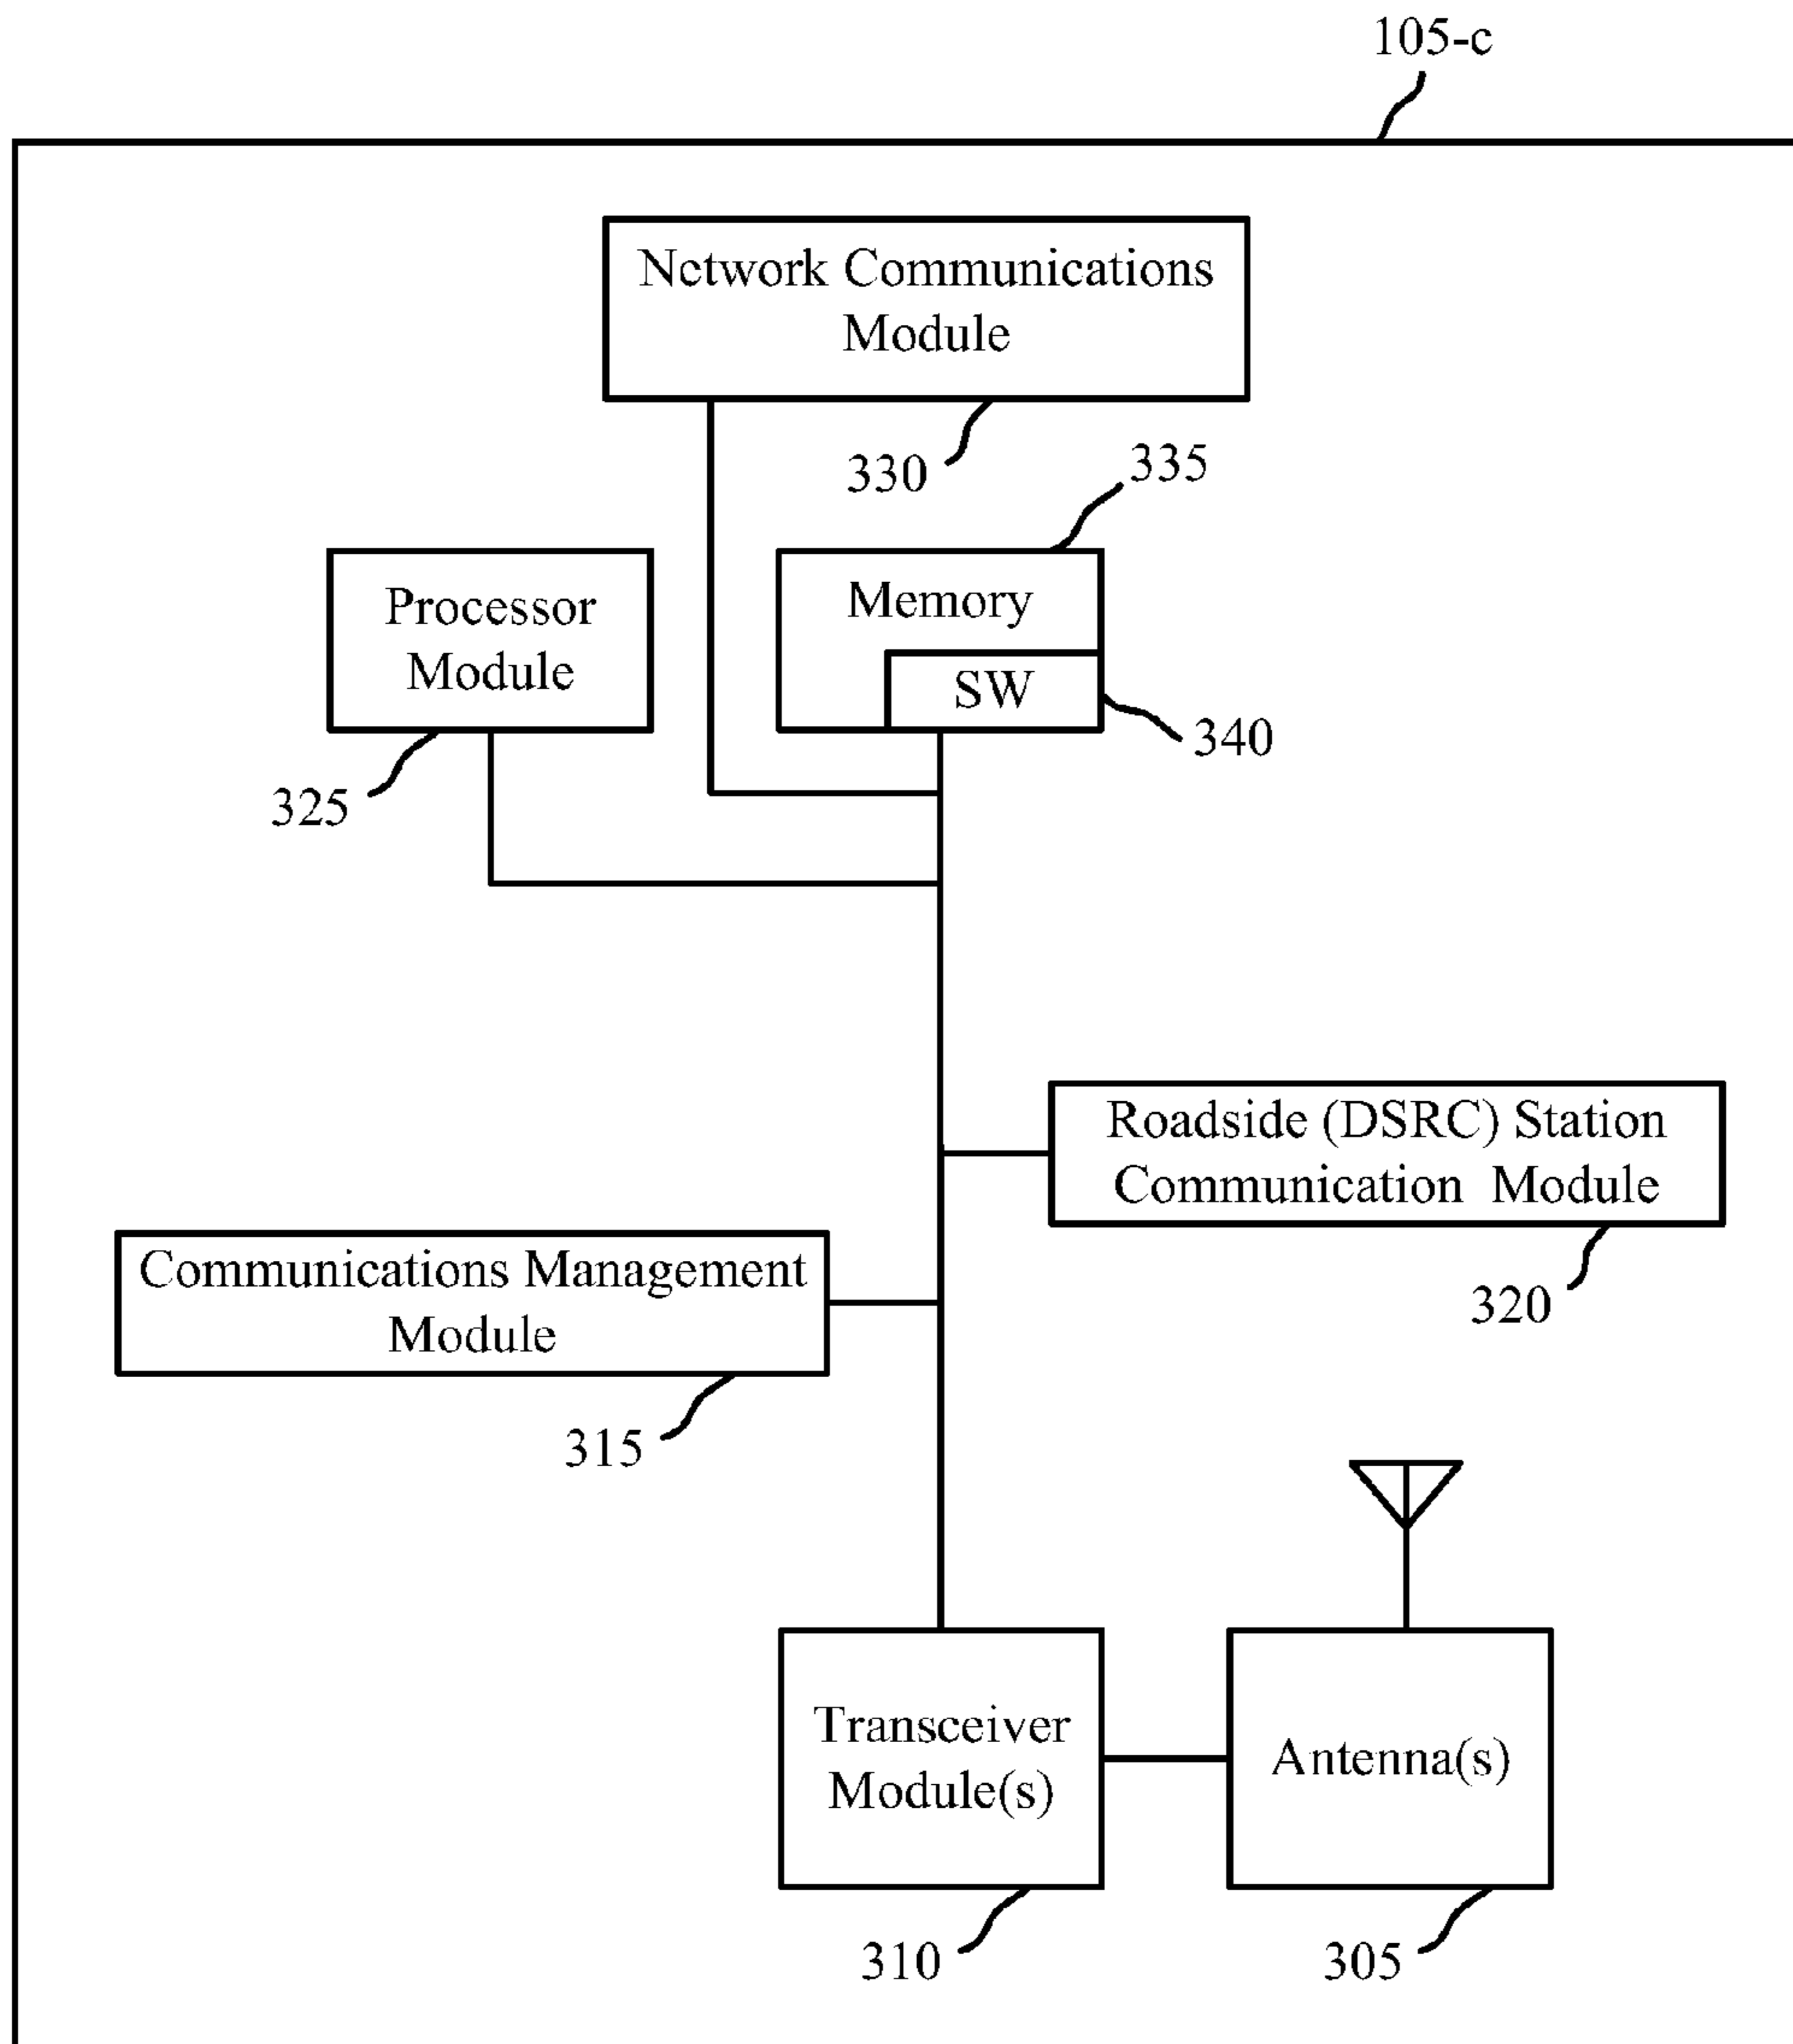 105-c
Network Communications
Module
330
335
Processor
Module
Memory
SW
325
340
Roadside (DSRC) Station
Communication Module
320
Communications Management
Module
315
Transceiver
Module(s)
Antenna(s)
310
305